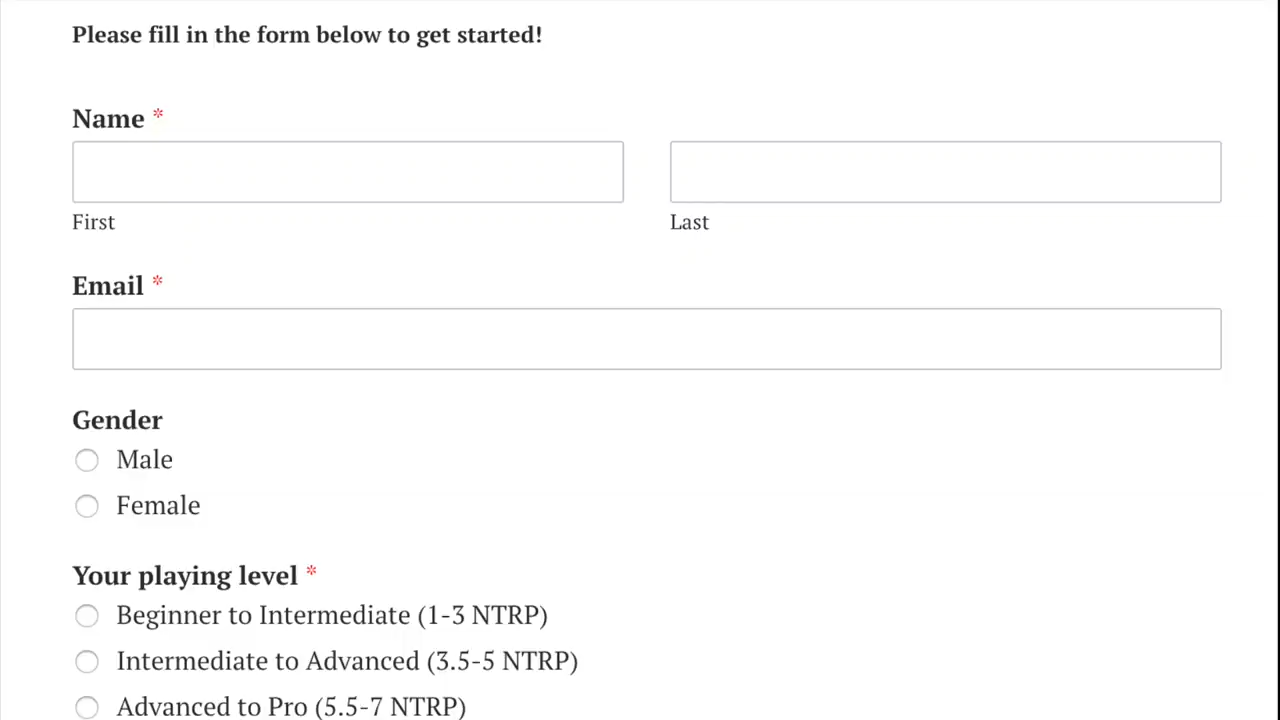 Please fill in the form below to get started!
Name *
First
Last
Email *
Gender
Male
Female
Your playing level *
Beginner to Intermediate (1-3 NTRP)
Intermediate to Advanced (3.5-5 NTRP)
Advanced to Pro (5.5-7 NTRP)